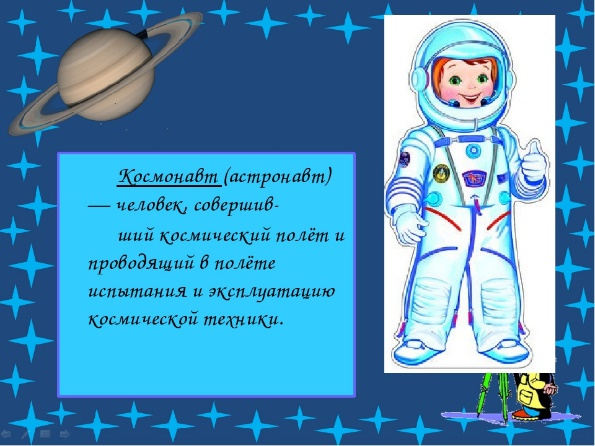 Космонавт (астронавт)
— человек, совершив-
ший космический полёт и
проводящий в полёте
испытания и эксплуатацию
космической техники.